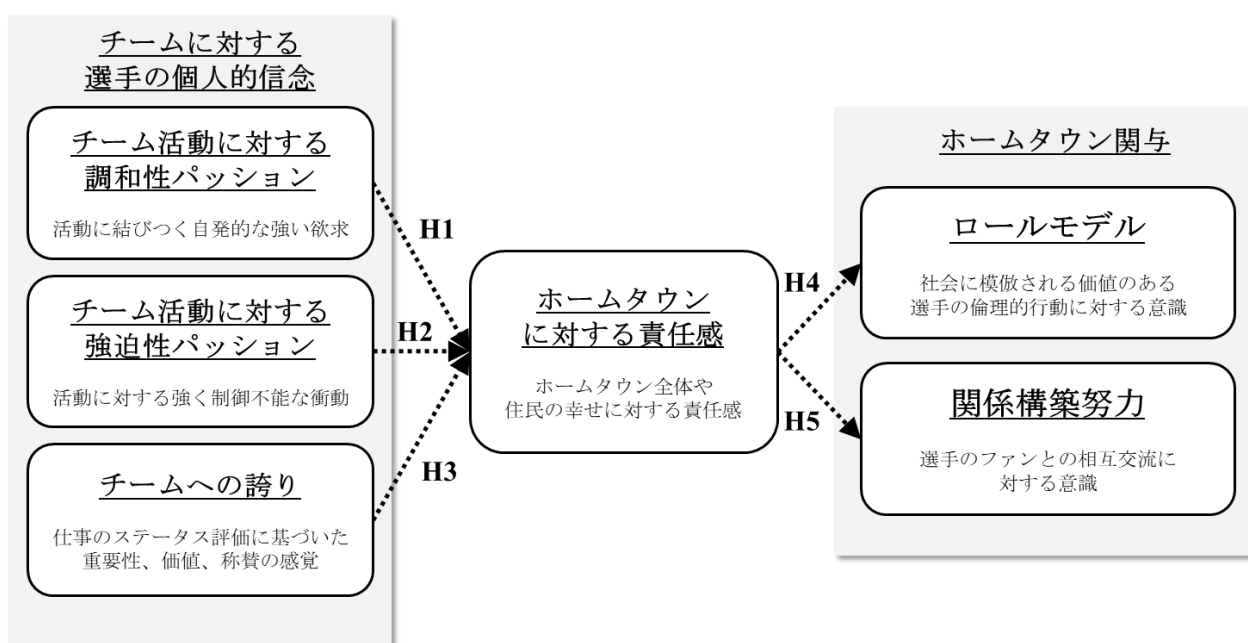 チームに対する
選手の個人的信念
チーム活動に対する
調和性パッション
活動に結びつく自発的な強い欲求
チーム活動に対する
強迫性パッション
活動に対する強く制御不能な衝動
チームへの誇り
仕事のステータス評価に基づいた
重要性、価値、称賛の感覚
H1
H2
H3
ホームタウン
に対する責任感
ホームタウン全体や
住民の幸せに対する責任感
H4
H5
ホームタウン関与
ロールモデル
社会に模倣される価値のある
選手の倫理的行動に対する意識
関係構築努力
選手のファンとの相互交流に
対する意識